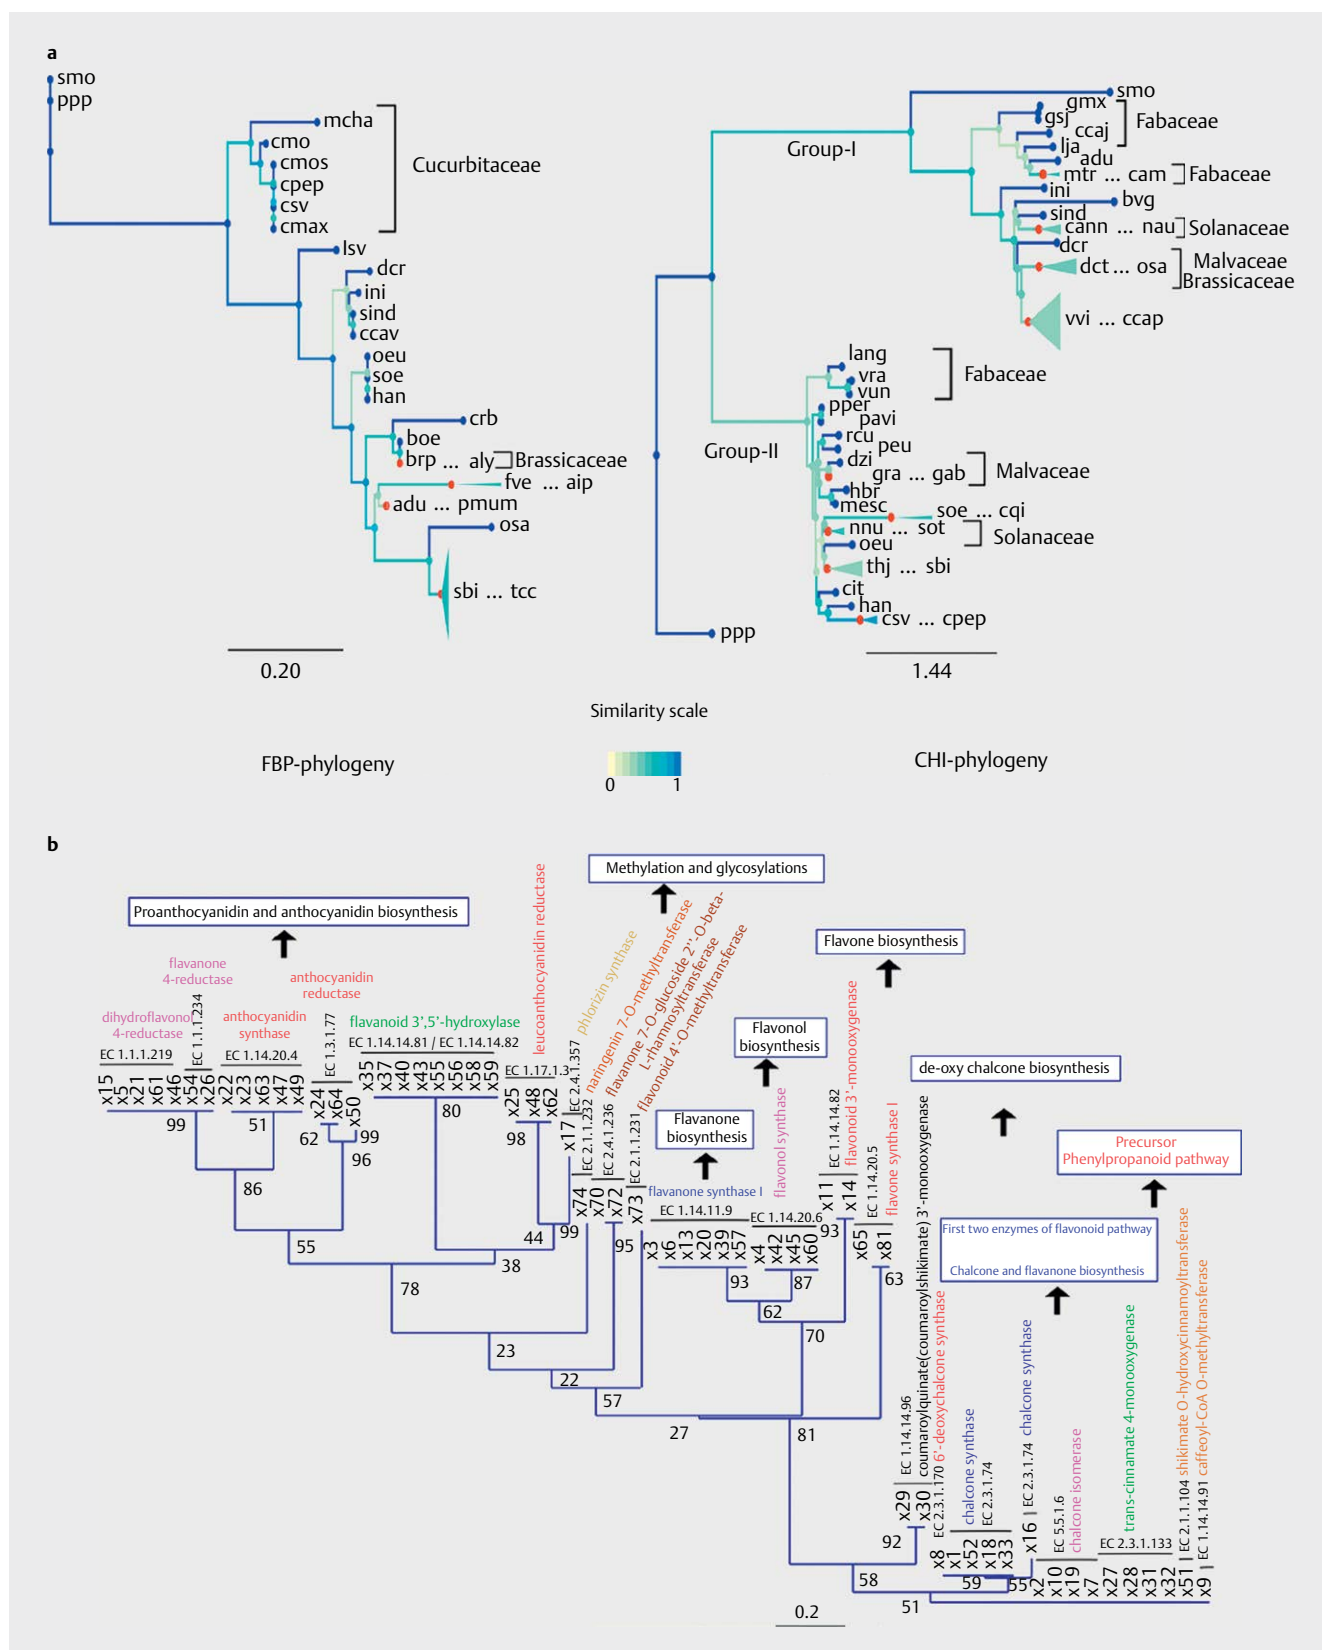 a
smo
ppp
mcha
cmo
cmos
cpep
csv
cmax
Cucurbitaceae
lsv
dcr
ini
sind
ccav
oeu
soe
han
crb
boe
brp ... aly
Brassicaceae
fve ... aip
adu ... pmum
osa
sbi ... tcc
0.20
FBP-phylogeny
Group-I
smo
gmx
gsj
ccaj
lja
adu
Fabaceae
mtr ... cam
Fabaceae
ini
bvg
sind
cann ... nau
Solanaceae
dcr
dct ... osa
Malvaceae
Brassicaceae
vvi ... ccap
Group-II
lang
vra
vun
Fabaceae
pper
pavi
rcu
peu
dzi
gra ... gab
Malvaceae
hbr
mesc
soe ... cqi
nnu ... sot
Solanaceae
oeu
thj ... sbi
cit
han
csv ... cpep
ppp
1.44
CHI-phylogeny
Similarity scale
0
1
b
Proanthocyanidin and anthocyanidin biosynthesis
Methylation and glycosylations
Flavone biosynthesis
Flavonol
biosynthesis
Flavanone
biosynthesis
de-oxy chalcone biosynthesis
Precursor
Phenylpropanoid pathway
First two enzymes of flavonoid pathway
Chalcone and flavanone biosynthesis
dihydroflavonol
4-reductase
EC 1.1.1.219
flavanone
4-reductase
EC 1.1.1.234
anthocyanidin
synthase
EC 1.14.20.4
anthocyanidin
reductase
EC 1.3.1.77
flavanoid 3',5'-hydroxylase
EC 1.14.14.81 / EC 1.14.14.82
leucoanthocyanidin reductase
EC 1.17.1.3
phlorizin synthase
EC 2.4.1.357
naringenin 7-O-methyltransferase
EC 2.1.1.232
flavanone 7-O-glucoside 2''-O-beta-
L-rhamnosyltransferase
EC 2.4.1.236
flavonoid 4'-O-methyltransferase
EC 2.1.1.231
flavanone synthase I
EC 1.14.11.9
flavonol synthase
EC 1.14.20.6
EC 1.14.14.82
flavonoid 3'-monooxygenase
EC 1.14.20.5
flavone synthase I
EC 1.14.14.96
coumaroylquinate(coumaroylshikimate) 3'-monooxygenase
EC 2.3.1.170 6'-deoxychalcone synthase
chalcone synthase
EC 2.3.1.74
EC 2.3.1.74 chalcone synthase
EC 5.5.1.6
chalcone isomerase
trans-cinnamate 4-monooxygenase
EC 2.3.1.133
EC 2.1.1.104 shikimate O-hydroxycinnamoyltransferase
EC 1.14.14.91 caffeoyl-CoA O-methyltransferase
x15
x5
x21
x61
x46
x54
x26
x22
x23
x63
x47
x49
x24
x64
x50
x35
x37
x40
x43
x55
x56
x58
x59
x25
x48
x62
x17
x74
x70
x72
x73
x3
x6
x13
x20
x39
x57
x4
x42
x45
x60
x11
x14
x65
x81
x29
x30
x8
x1
x52
x18
x33
x16
x2
x10
x19
x7
x27
x28
x31
x32
x51
x9
99
51
62
99
96
86
80
98
99
44
55
38
78
95
23
22
57
27
93
87
62
93
70
63
81
92
58
59
55
51
0.2